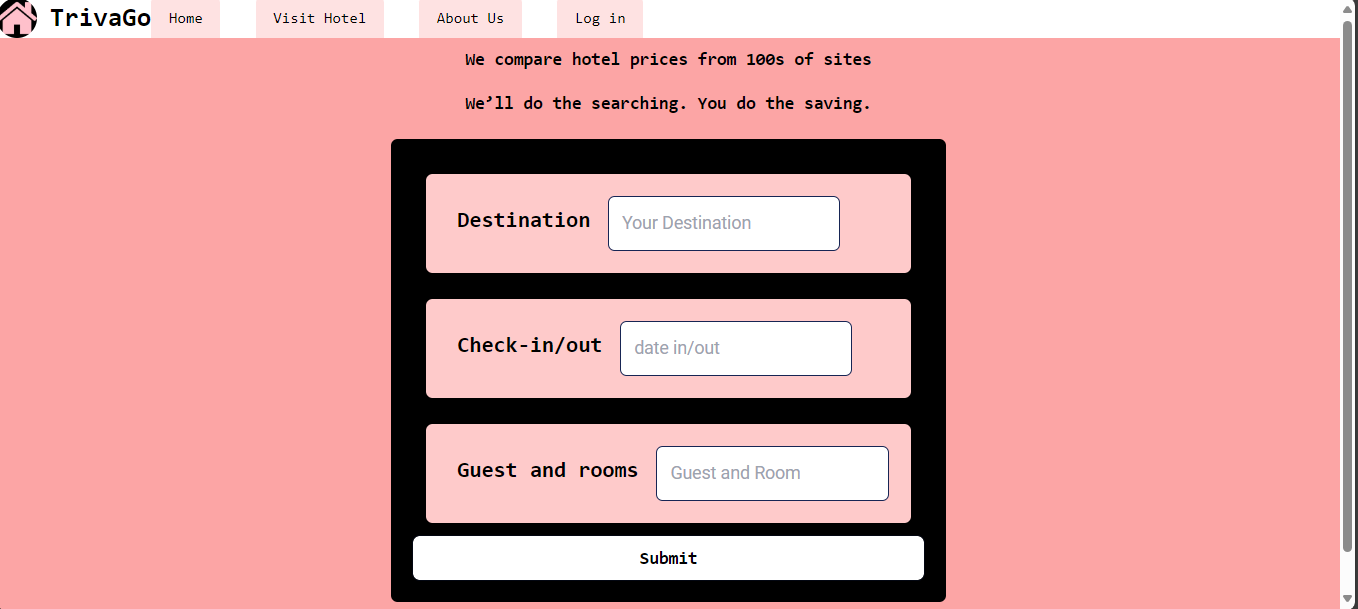 TrivaGo Home Visit Hotel About Us Log in
We compare hotel prices from 100s of sites
We’ll do the searching. You do the saving.
Destination Your Destination
Check-in/out date in/out
Guest and rooms Guest and Room
Submit